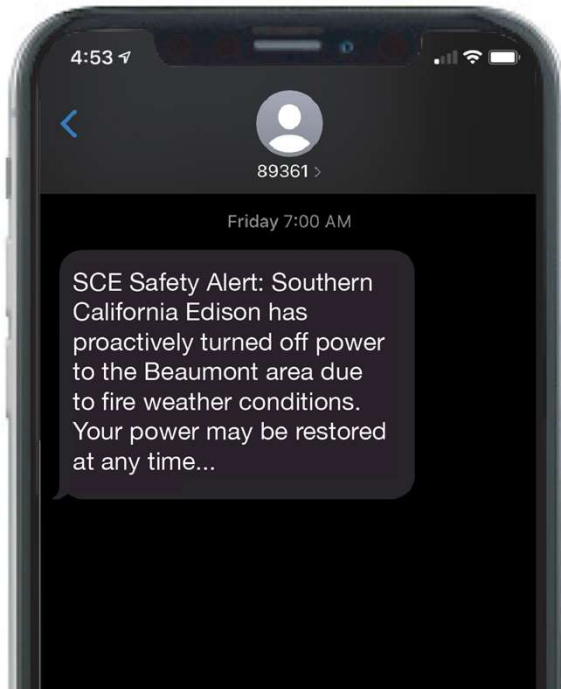 4:53
89361
Friday 7:00 AM
SCE Safety Alert: Southern
California Edison has
proactively turned off power
to the Beaumont area due
to fire weather conditions.
Your power may be restored
at any time...